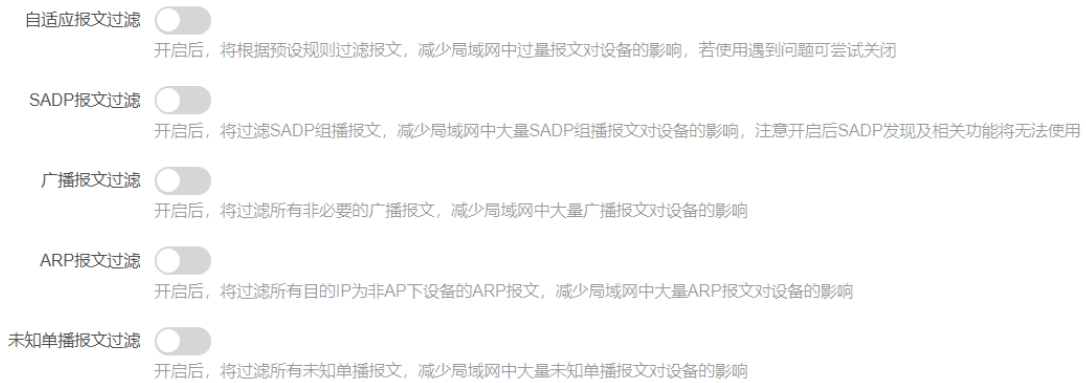 自适应报文过滤
开启后，将根据预设规则过滤报文，减少局域网中过量报文对设备的影响，若使用遇到问题可尝试关闭
SADP报文过滤
开启后，将过滤SADP组播报文，减少局域网中大量SADP组播报文对设备的影响，注意开启后SADP发现及相关功能将无法使用
广播报文过滤
开启后，将过滤所有非必要的广播报文，减少局域网中大量广播报文对设备的影响
ARP报文过滤
开启后，将过滤所有目的IP为非AP下设备的ARP报文，减少局域网中大量ARP报文对设备的影响
未知单播报文过滤
开启后，将过滤所有未知单播报文，减少局域网中大量未知单播报文对设备的影响